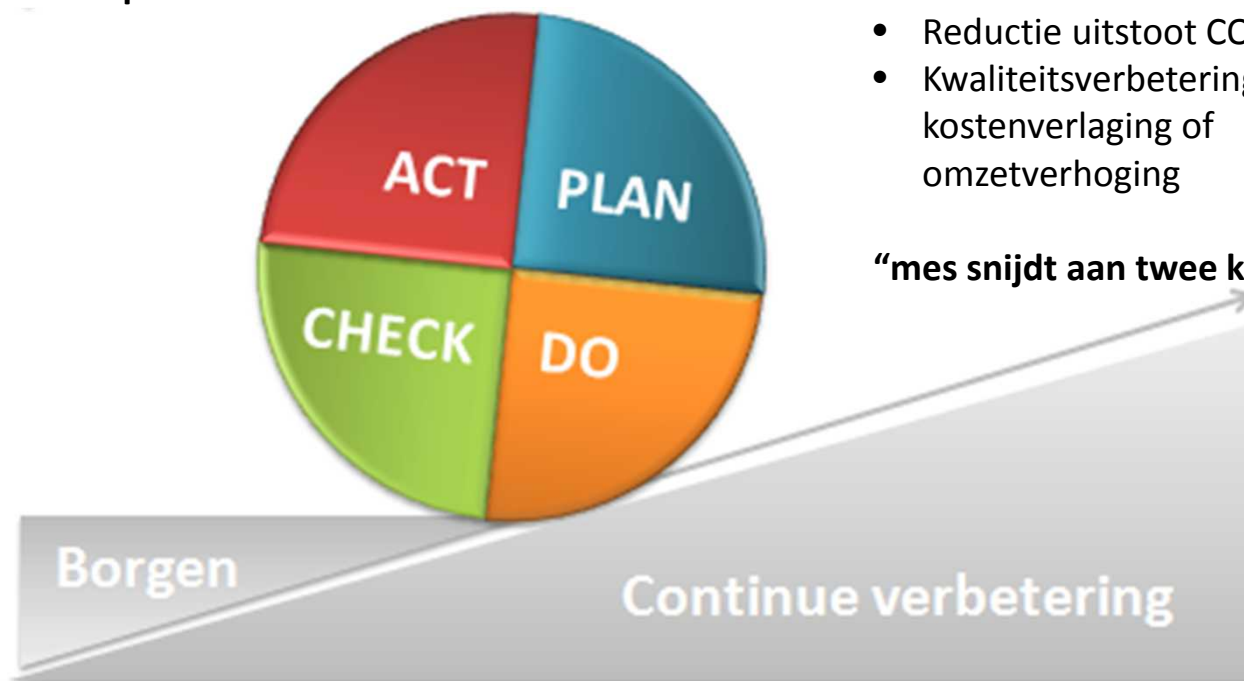 • Reductie uitstoot
• Kwaliteitsverbetering
kostenverlaging of
omzetverhoging
“mes snijdt aan twee
ACT
PLAN
CHECK
DO
Borgen
Continue verbetering